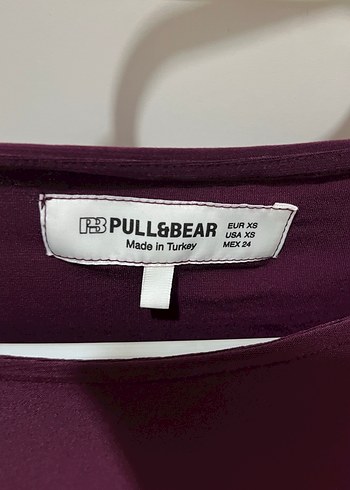 PB PULL&BEAR
Made in Turkey
EUR XS
USA XS
MEX 24